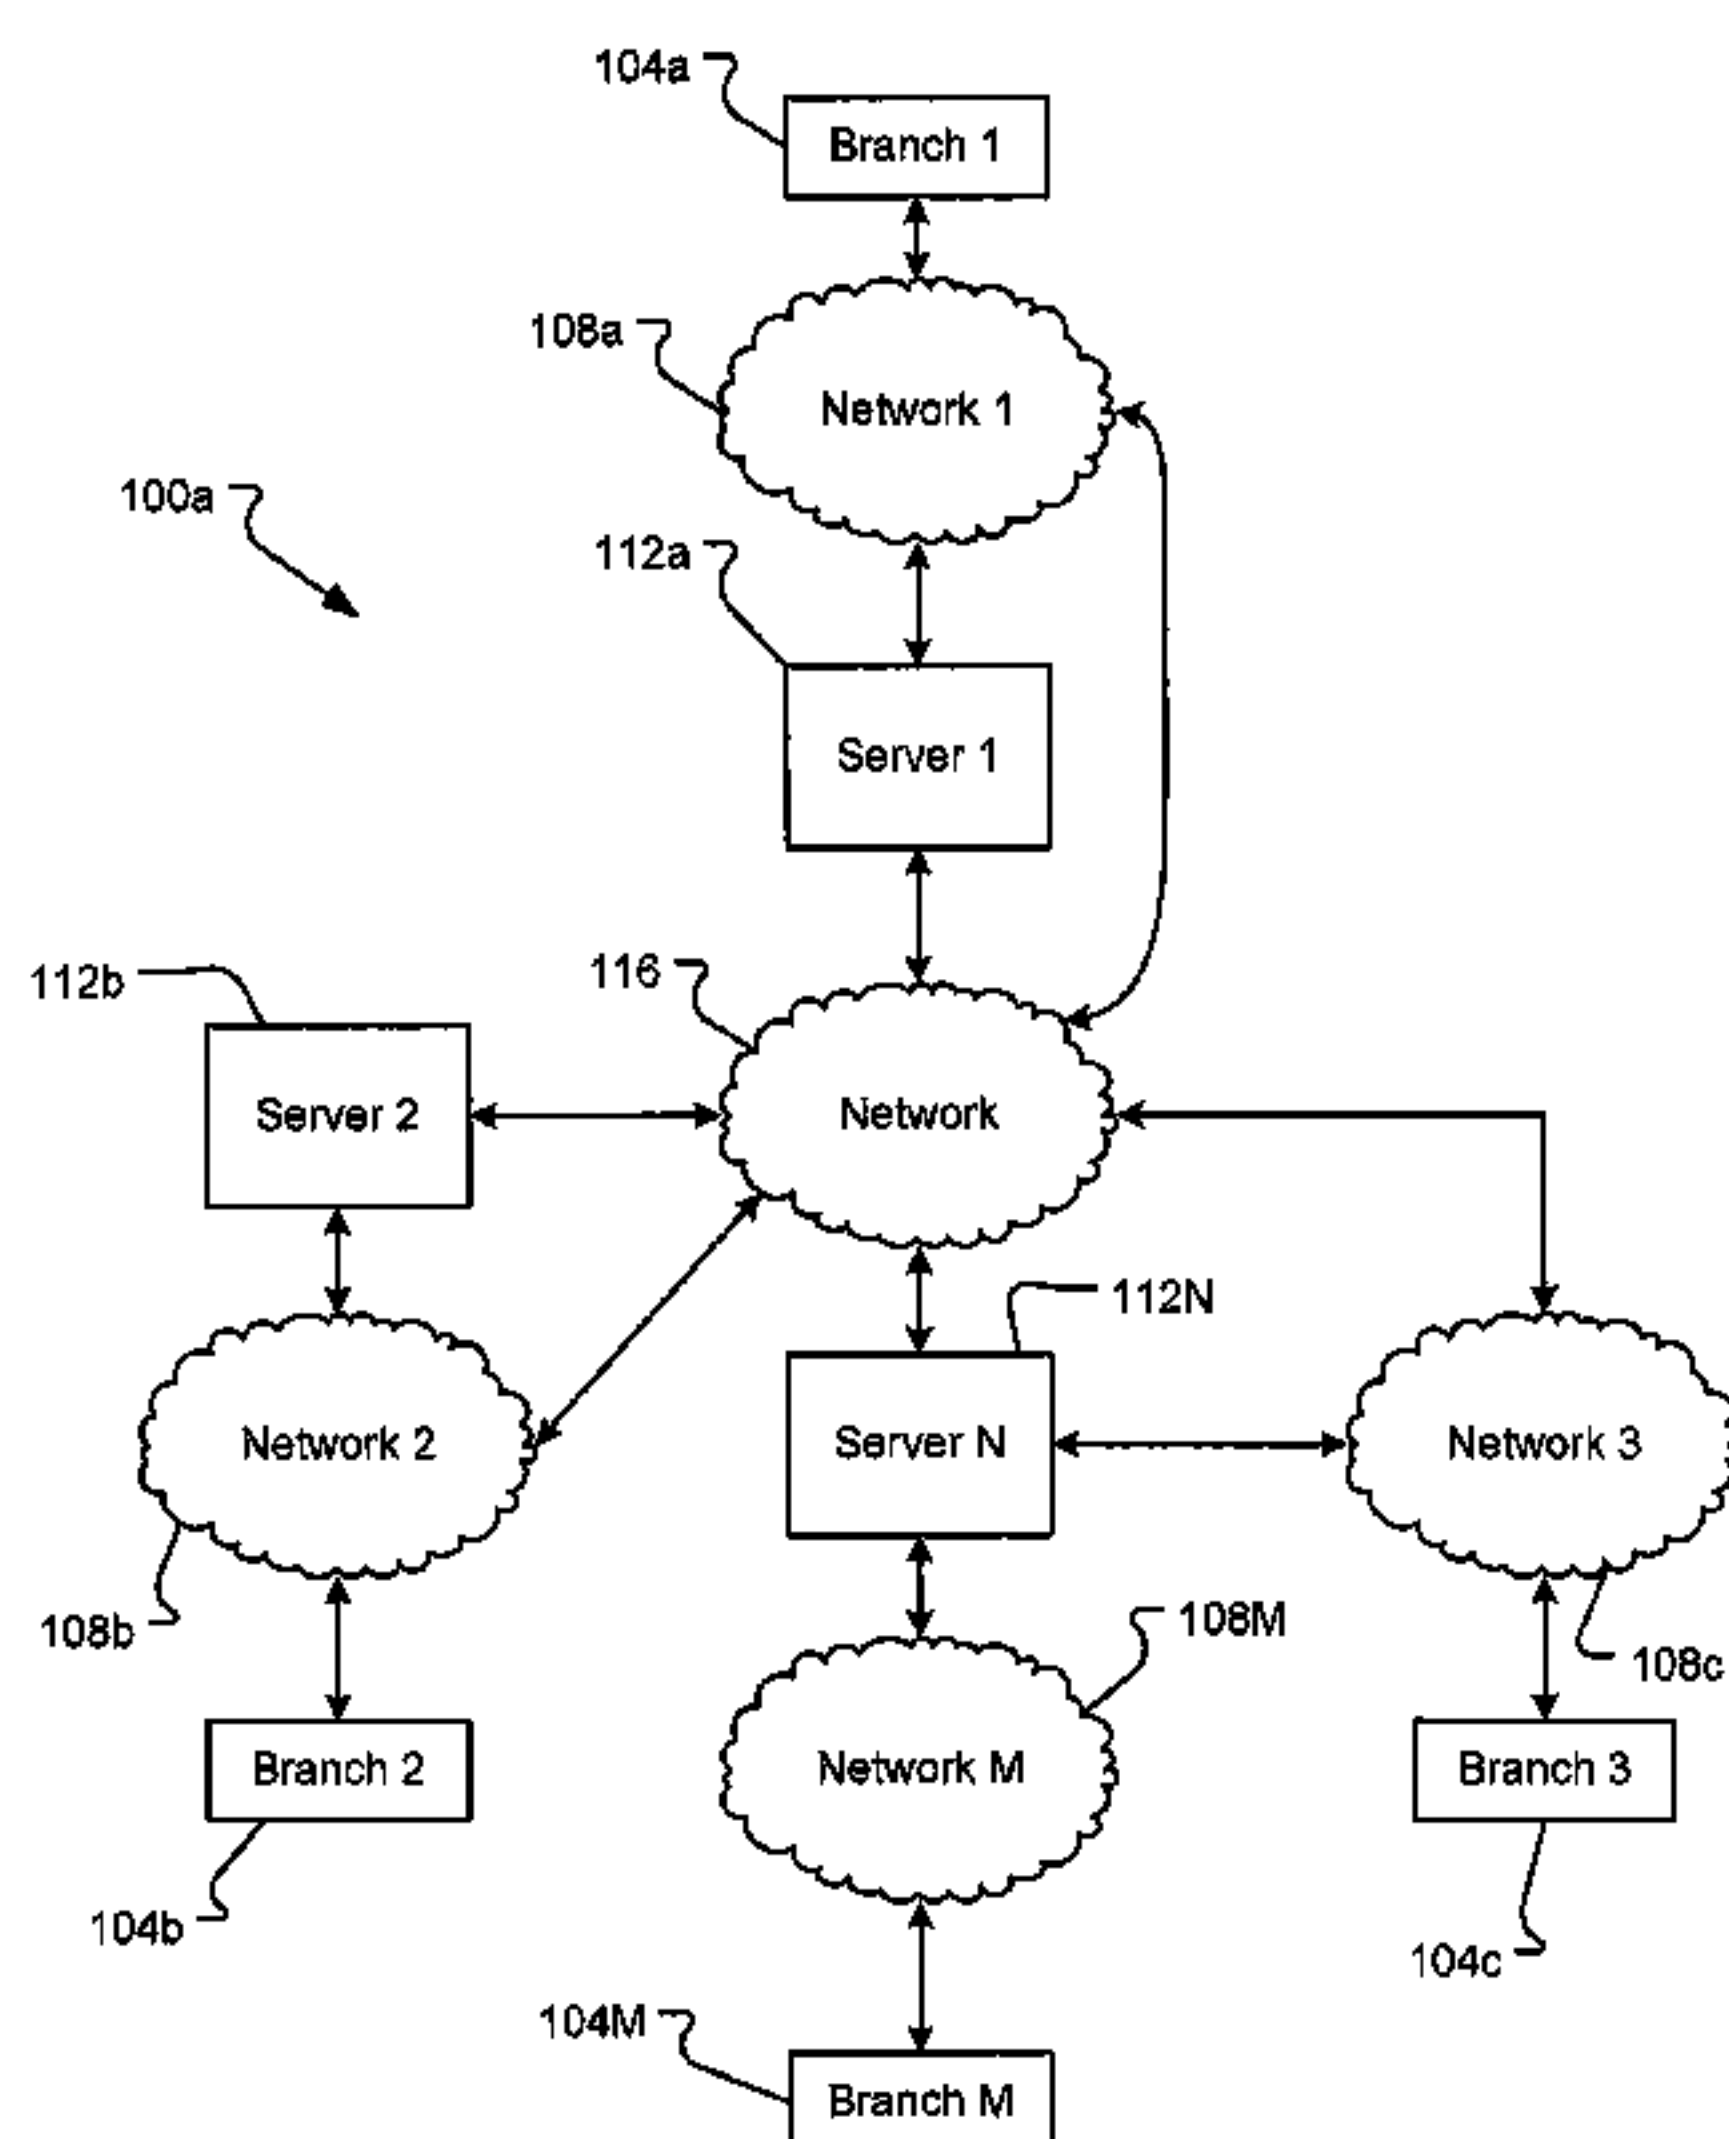 104a
Branch 1
108a
Network 1
100a
112a
Server 1
112b
116
Server 2
Network
112N
Network 2
Server N
Network 3
108b
108M
108c
Branch 2
Network M
Branch 3
104b
104c
104M
Branch M